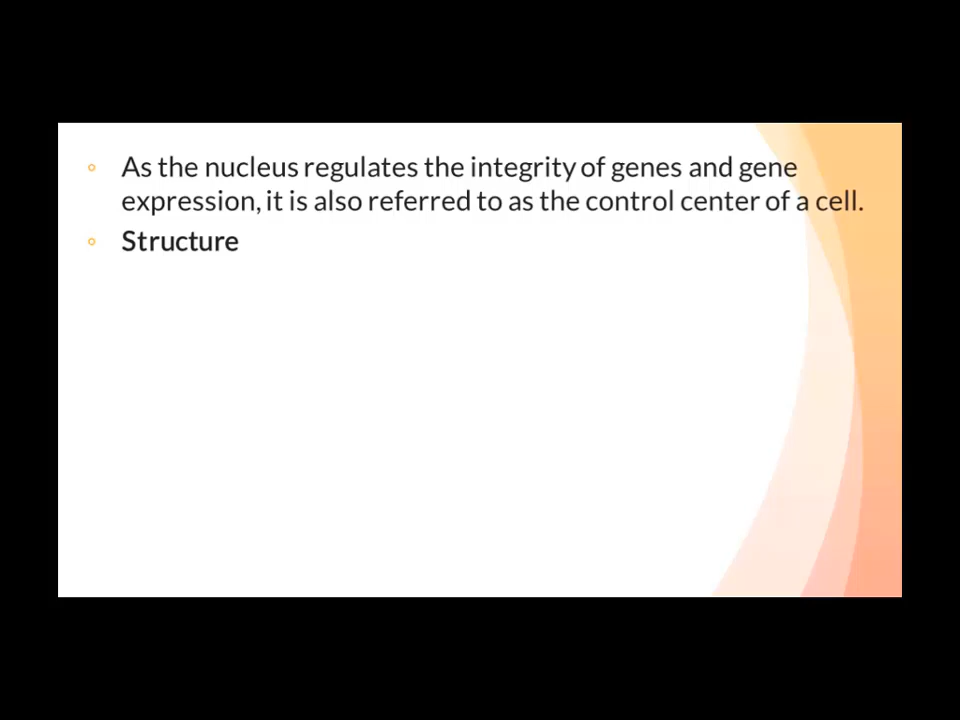 As the nucleus regulates the integrity of genes and gene
expression, it is also referred to as the control center of a cell.
Structure